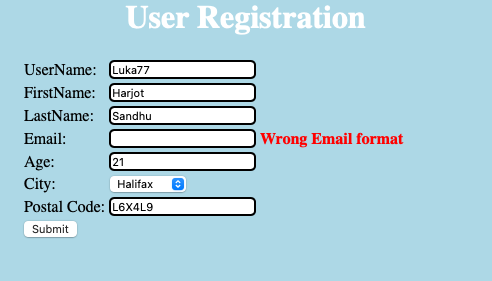 User Registration
UserName: Luka77
FirstName: Harjot
LastName: Sandhu
Email: Wrong Email format
Age: 21
City: Halifax
Postal Code: L6X4L9
Submit